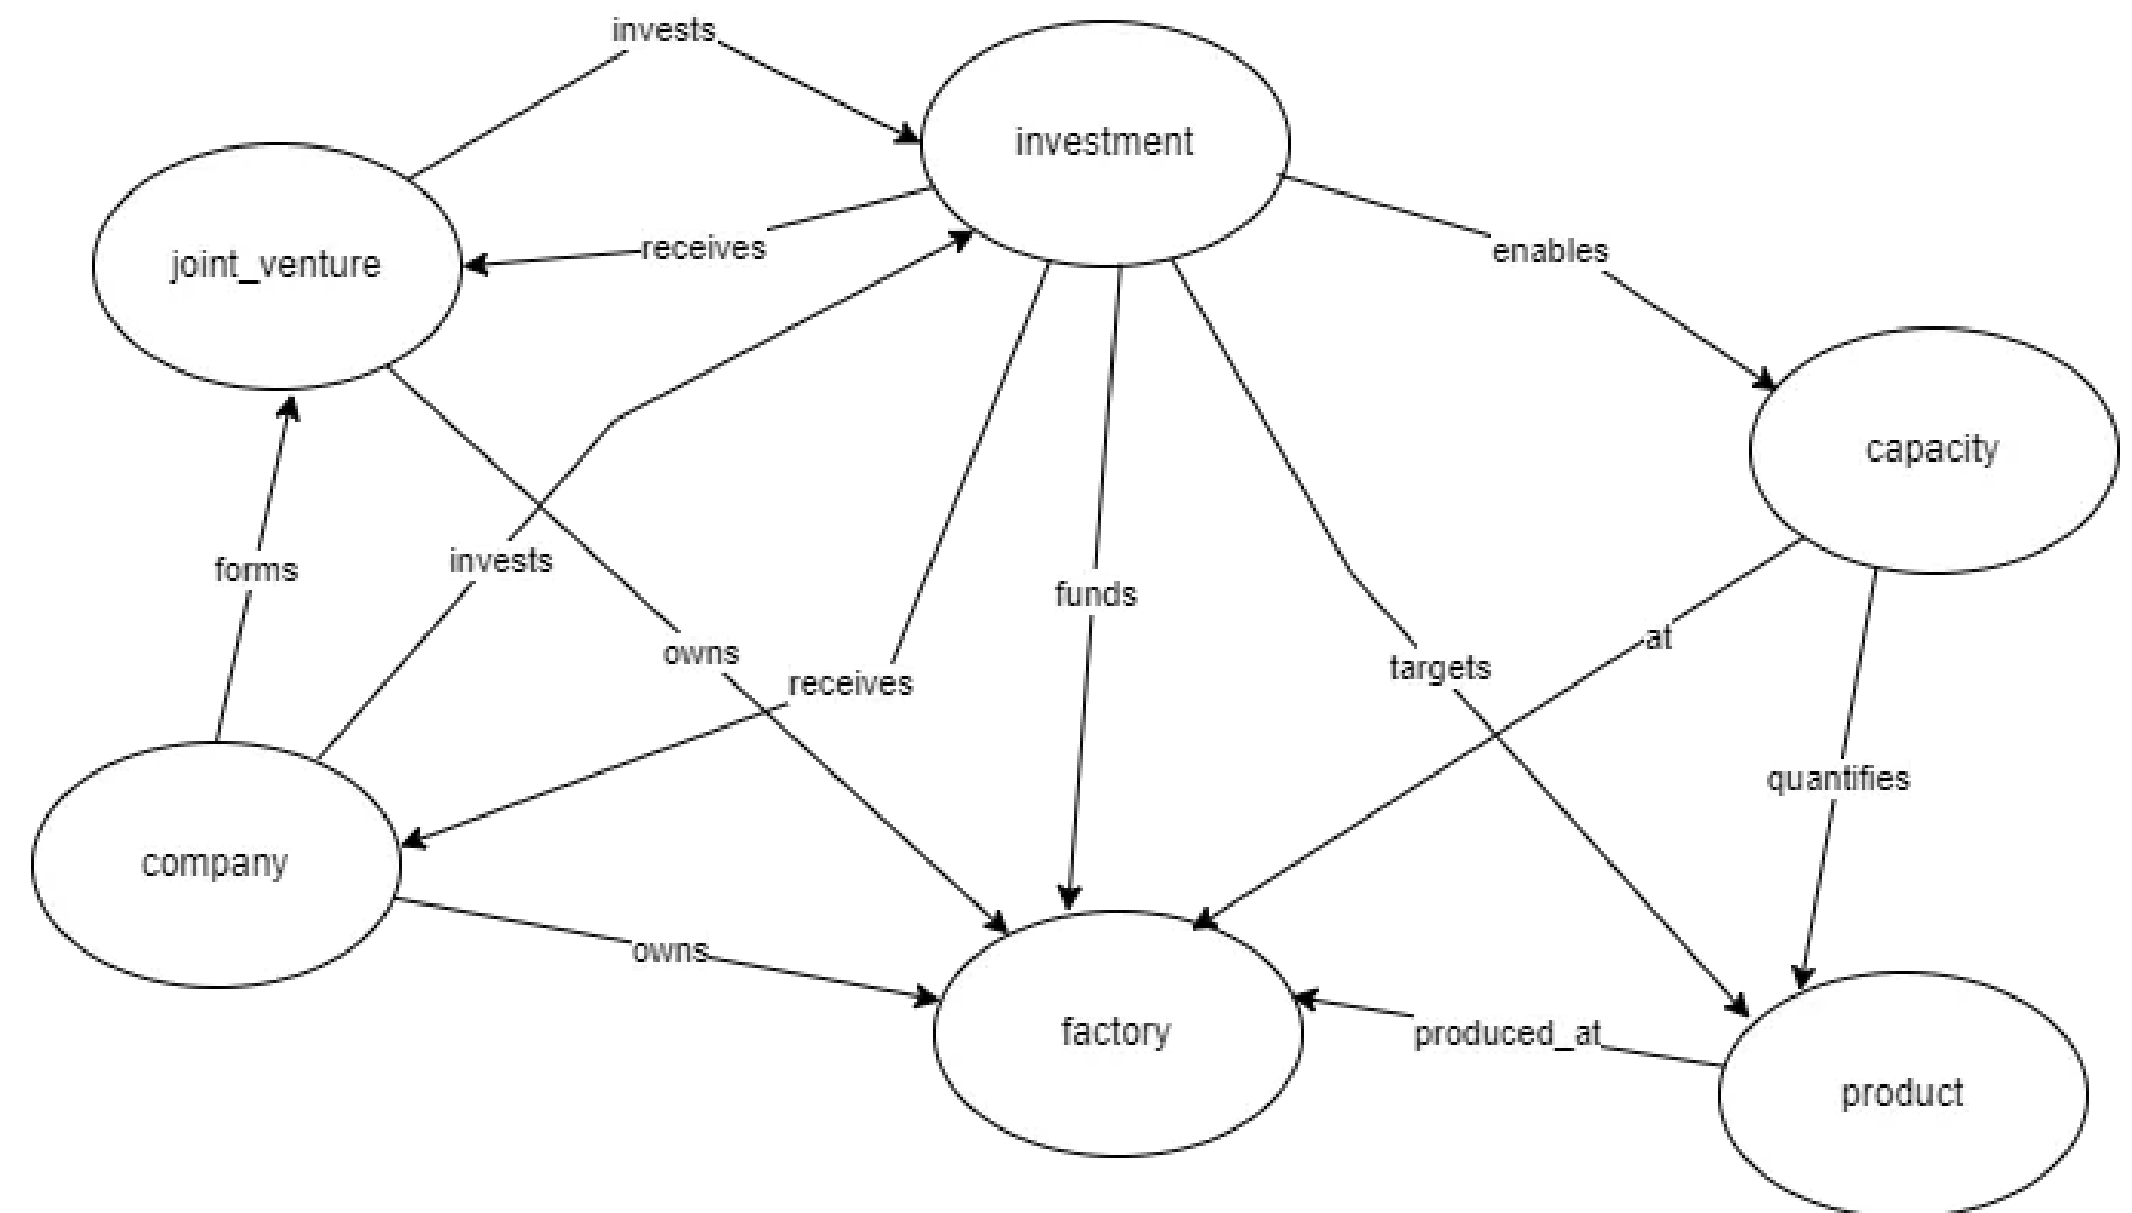 invests
investment
receives
enables
joint_venture
capacity
forms
invests
funds
owns
receives
targets
at
quantifies
company
owns
factory
produced_at
product